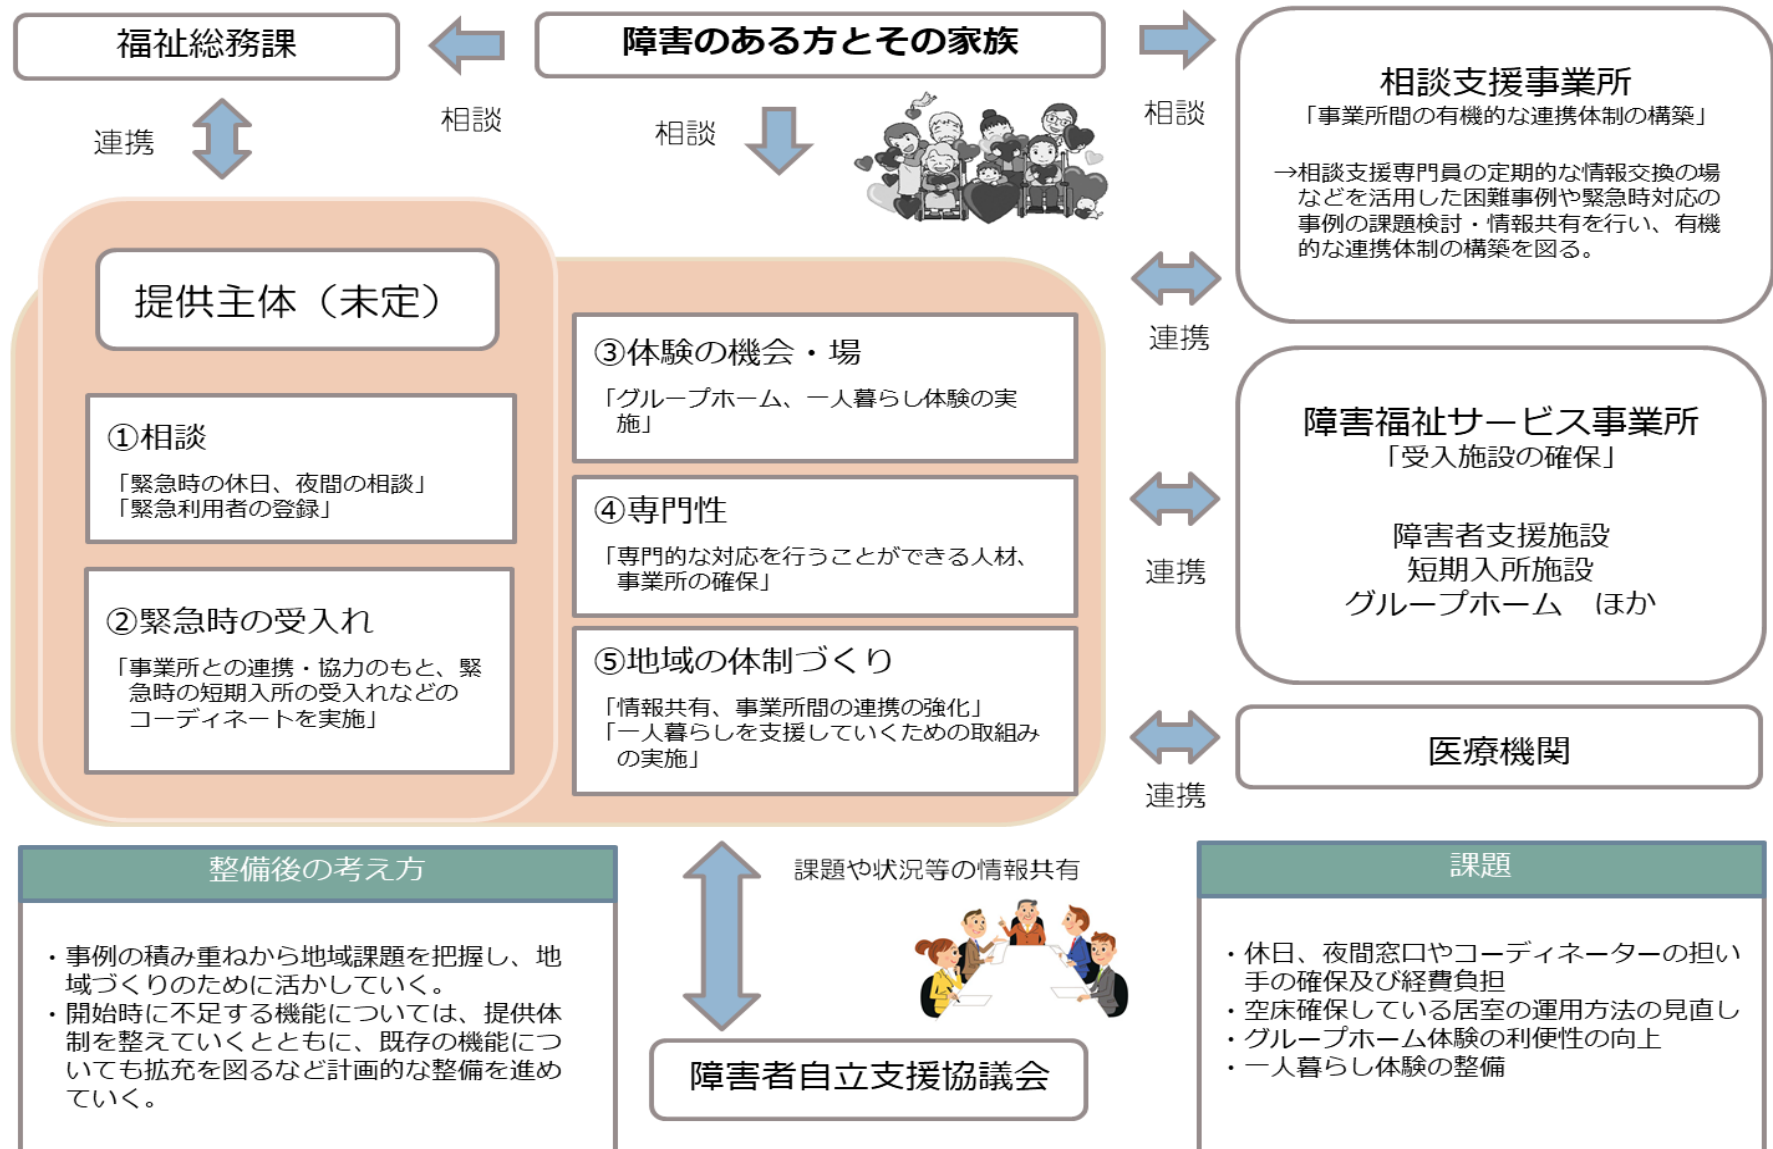 福祉総務課
障害のある方とその家族
相談
相談
相談
連携
相談支援事業所
「事業所間の有機的な連携体制の構築」
→相談支援専門員の定期的な情報交換の場
などを活用した困難事例や緊急時対応の
事例の課題検討・情報共有を行い、有機
的な連携体制の構築を図る。
提供主体（未定）
①相談
「緊急時の休日、夜間の相談」
「緊急利用者の登録」
②緊急時の受入れ
「事業所との連携・協力のもと、緊
急時の短期入所の受入れなどの
コーディネートを実施」
③体験の機会・場
「グループホーム、一人暮らし体験の実
施」
④専門性
「専門的な対応を行うことができる人材、
事業所の確保」
⑤地域の体制づくり
「情報共有、事業所間の連携の強化」
「一人暮らしを支援していくための取組み
の実施」
連携
障害福祉サービス事業所
「受入施設の確保」
障害者支援施設
短期入所施設
グループホーム　ほか
連携
医療機関
連携
整備後の考え方
・事例の積み重ねから地域課題を把握し、地
域づくりのために活かしていく。
・開始時に不足する機能については、提供体
制を整えていくとともに、既存の機能につ
いても拡充を図るなど計画的な整備を進め
ていく。
課題や状況等の情報共有
障害者自立支援協議会
課題
・休日、夜間窓口やコーディネーターの担い
手の確保及び経費負担
・空床確保している居室の運用方法の見直し
・グループホーム体験の利便性の向上
・一人暮らし体験の整備